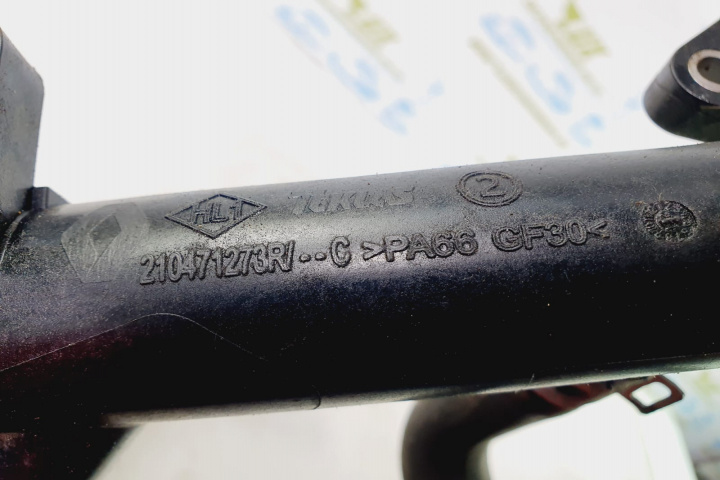 HL1 ②
210471273R/--C >PA66 GF30<